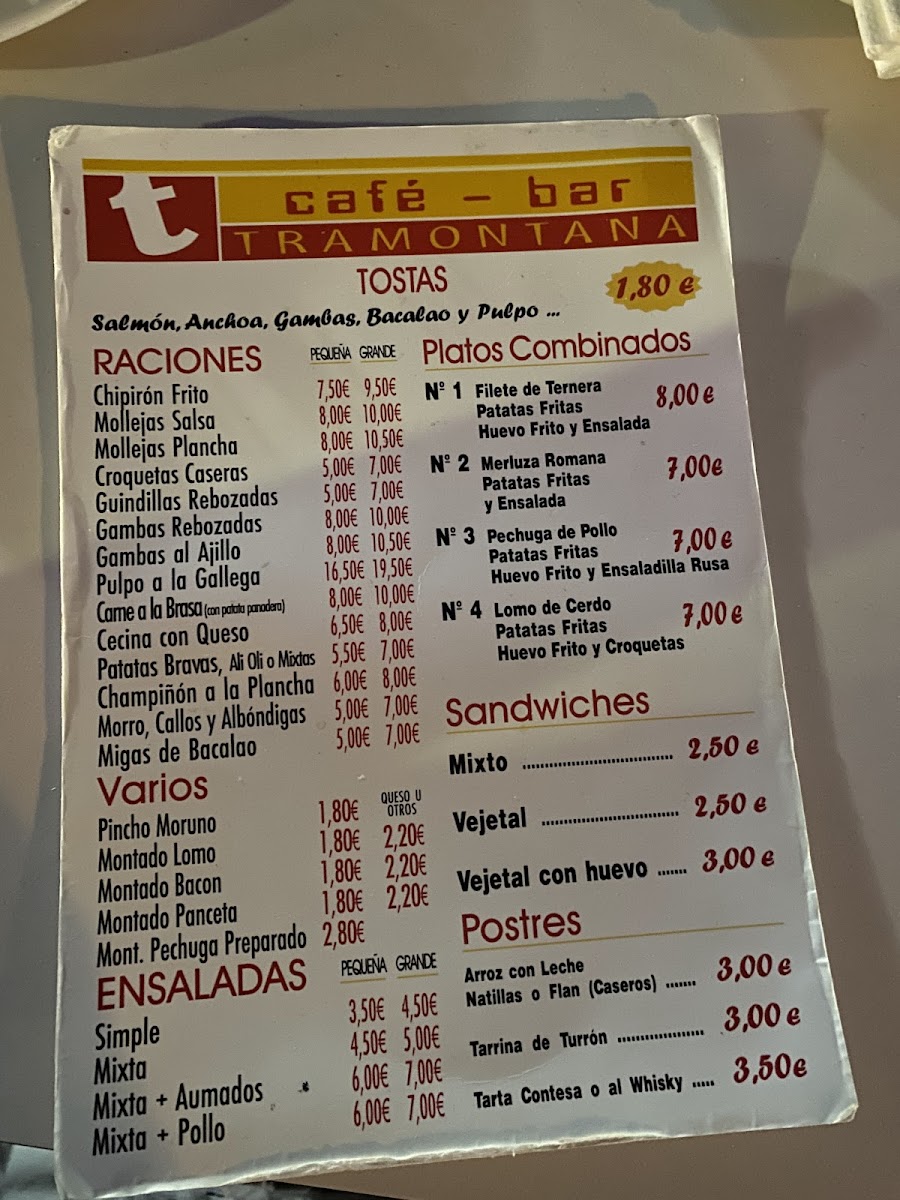 t
café - bar
TRAMONTANA
TOSTAS
1,80 €
Salmón, Anchoa, Gambas, Bacalao y Pulpo ...
RACIONES PEQUEÑA GRANDE
Chipirón Frito 7,50€ 9,50€
Mollejas Salsa 8,00€ 10,00€
Mollejas Plancha 8,00€ 10,50€
Croquetas Caseras 5,00€ 7,00€
Guindillas Rebozadas 5,00€ 7,00€
Gambas Rebozadas 8,00€ 10,00€
Gambas al Ajillo 8,00€ 10,50€
Pulpo a la Gallega 16,50€ 19,50€
Carne a la Brasa (con patata panadera) 8,00€ 10,00€
Cecina con Queso 6,50€ 8,00€
Patatas Bravas, Ali Oli o Mixtas 5,50€ 7,00€
Champiñón a la Plancha 6,00€ 8,00€
Morro, Callos y Albóndigas 5,00€ 7,00€
Migas de Bacalao 5,00€ 7,00€
Varios
QUESO U
OTROS
Pincho Moruno 1,80€
Montado Lomo 1,80€ 2,20€
Montado Bacon 1,80€ 2,20€
Montado Panceta 1,80€ 2,20€
Mont. Pechuga Preparado 2,80€
ENSALADAS PEQUEÑA GRANDE
Simple 3,50€ 4,50€
Mixta 4,50€ 5,00€
Mixta + Aumados 6,00€ 7,00€
Mixta + Pollo 6,00€ 7,00€
Platos Combinados
Nº 1 Filete de Ternera 8,00 €
Patatas Fritas
Huevo Frito y Ensalada
Nº 2 Merluza Romana 7,00€
Patatas Fritas
y Ensalada
Nº 3 Pechuga de Pollo 7,00 €
Patatas Fritas
Huevo Frito y Ensaladilla Rusa
Nº 4 Lomo de Cerdo 7,00 €
Patatas Fritas
Huevo Frito y Croquetas
Sandwiches
Mixto ................................... 2,50 €
Vejetal ................................ 2,50 €
Vejetal con huevo ....... 3,00 €
Postres
Arroz con Leche
Natillas o Flan (Caseros) ....... 3,00 €
Tarrina de Turrón .................... 3,00 €
Tarta Contesa o al Whisky ..... 3,50€